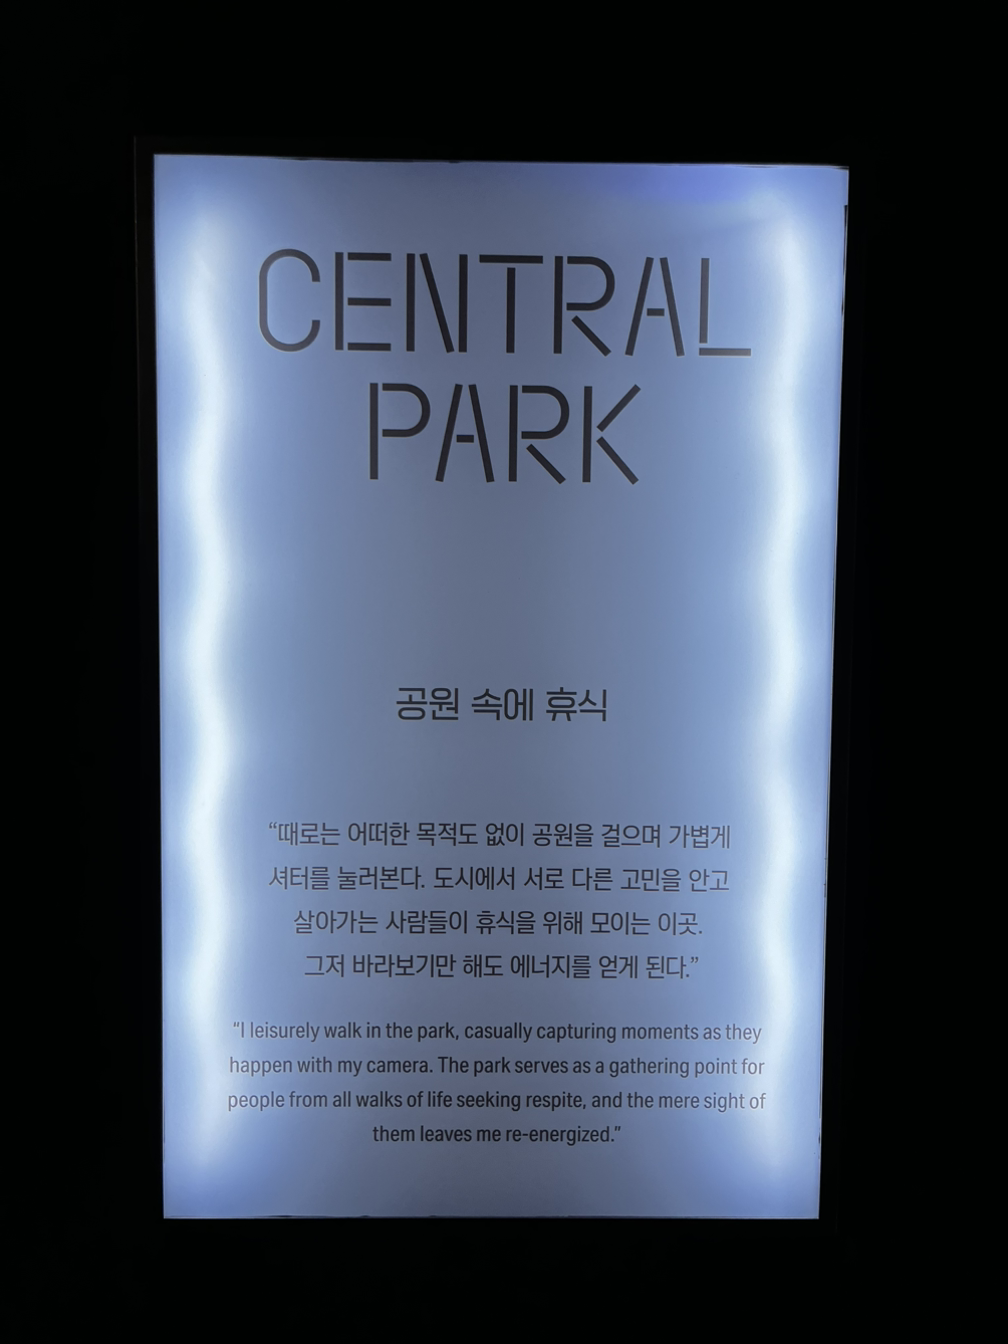 CENTRAL
PARK
공원 속에 휴식
“때로는 어떠한 목적도 없이 공원을 걸으며 가볍게
셔터를 눌러본다. 도시에서 서로 다른 고민을 안고
살아가는 사람들이 휴식을 위해 모이는 이곳.
그저 바라보기만 해도 에너지를 얻게 된다.”
“I leisurely walk in the park, casually capturing moments as they
happen with my camera. The park serves as a gathering point for
people from all walks of life seeking respite, and the mere sight of
them leaves me re-energized.”